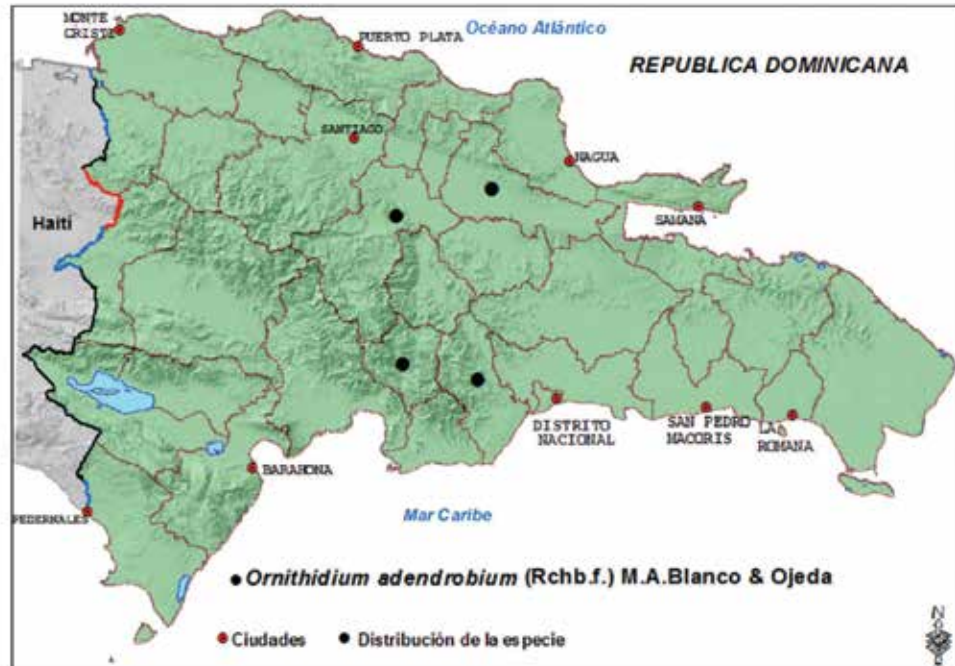 MONTE
CRISTI
PUERTO PLATA
Océano Atlántico
REPUBLICA DOMINICANA
SANTIAGO
NAGUA
SAMANA
Haití
DISTRITO
NACIONAL
SAN PEDRO
MACORIS
LA
ROMANA
BARAHONA
PEDERNALES
Mar Caribe
Ornithidium adendrobium (Rchb.f.) M.A.Blanco & Ojeda
Ciudades
Distribución de la especie
N